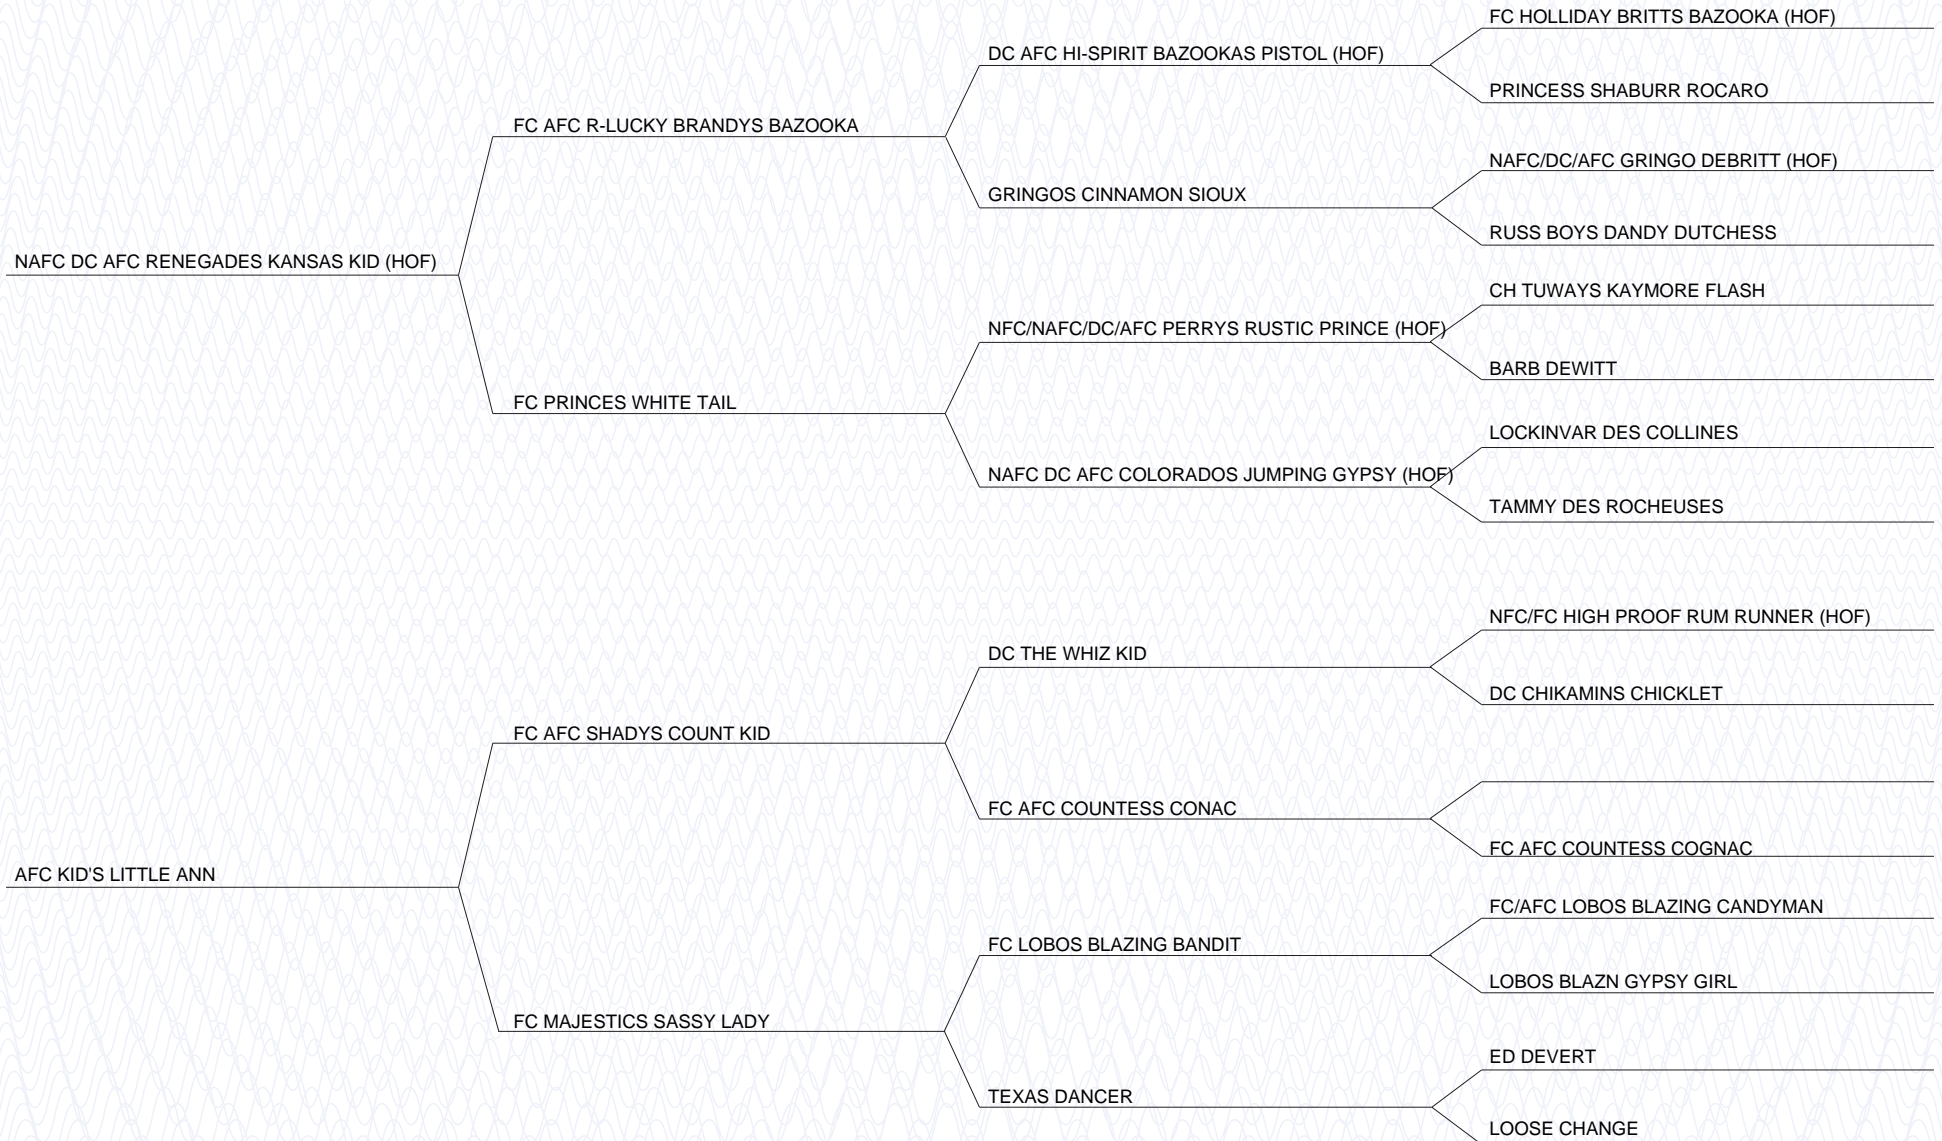 FC HOLLIDAY BRITTS BAZOOKA (HOF)
DC AFC HI-SPIRIT BAZOOKAS PISTOL (HOF)
PRINCESS SHABURR ROCARO
FC AFC R-LUCKY BRANDYS BAZOOKA
NAFC/DC/AFC GRINGO DEBRITT (HOF)
GRINGOS CINNAMON SIOUX
RUSS BOYS DANDY DUTCHESS
NAFC DC AFC RENEGADES KANSAS KID (HOF)
CH TUWAYS KAYMORE FLASH
NFC/NAFC/DC/AFC PERRYS RUSTIC PRINCE (HOF)
BARB DEWITT
FC PRINCES WHITE TAIL
LOCKINVAR DES COLLINES
NAFC DC AFC COLORADOS JUMPING GYPSY (HOF)
TAMMY DES ROCHEUSES
NFC/FC HIGH PROOF RUM RUNNER (HOF)
DC THE WHIZ KID
DC CHIKAMINS CHICKLET
FC AFC SHADYS COUNT KID
FC AFC COUNTESS CONAC
FC AFC COUNTESS COGNAC
AFC KID'S LITTLE ANN
FC/AFC LOBOS BLAZING CANDYMAN
FC LOBOS BLAZING BANDIT
LOBOS BLAZN GYPSY GIRL
FC MAJESTICS SASSY LADY
ED DEVERT
TEXAS DANCER
LOOSE CHANGE